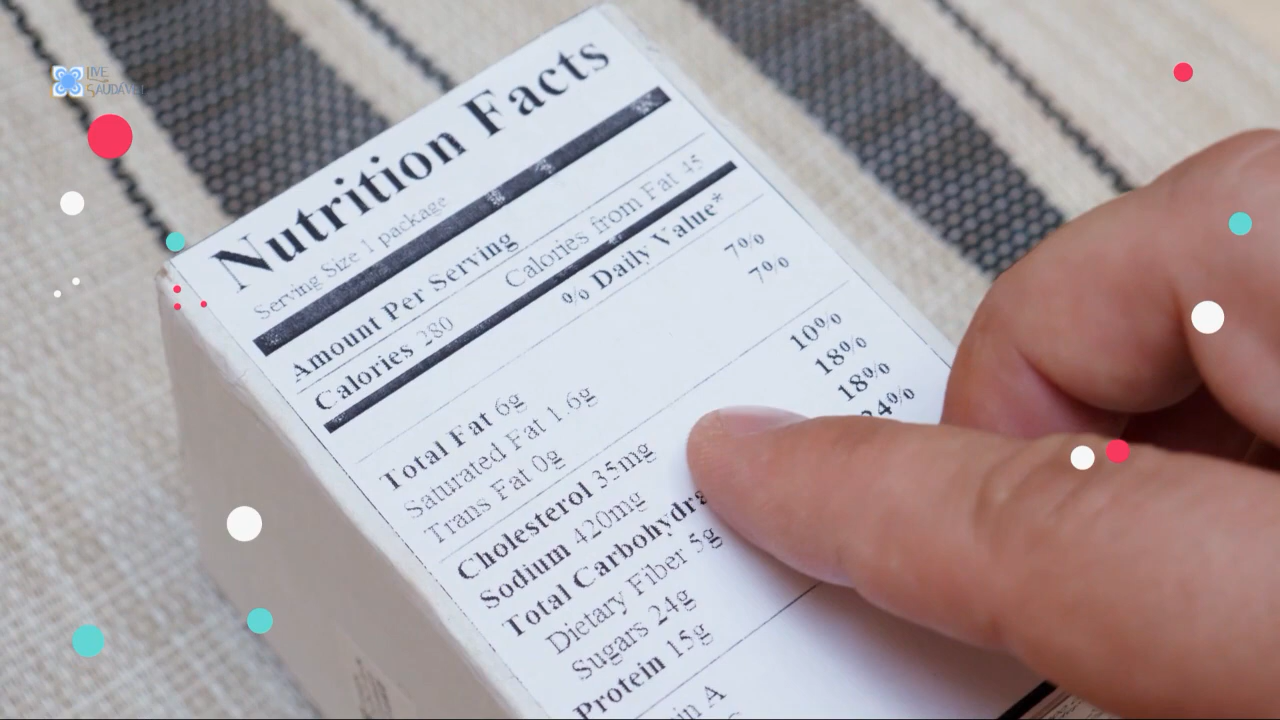 LIVE
SAUDÁVEL
Nutrition Facts
Serving Size 1 package
Amount Per Serving
Calories 280 Calories from Fat 45
% Daily Value*
Total Fat 6g 7%
Saturated Fat 1.6g 7%
Trans Fat 0g
Cholesterol 35mg 10%
Sodium 420mg 18%
Total 18%
Dietary Fiber 5g 24%
Sugars 24g
Protein 15g
A